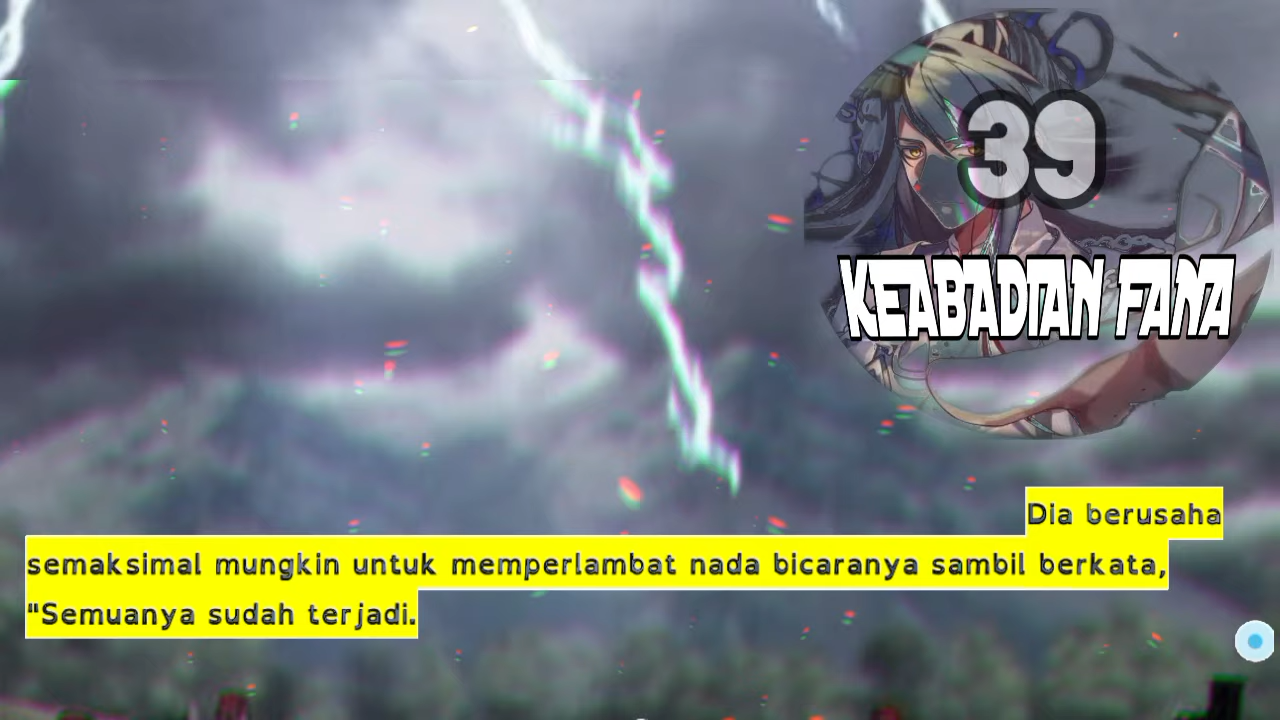 39
KEABADIAN FANA
Dia berusaha
semaksimal mungkin untuk memperlambat nada bicaranya sambil berkata,
"Semuanya sudah terjadi.